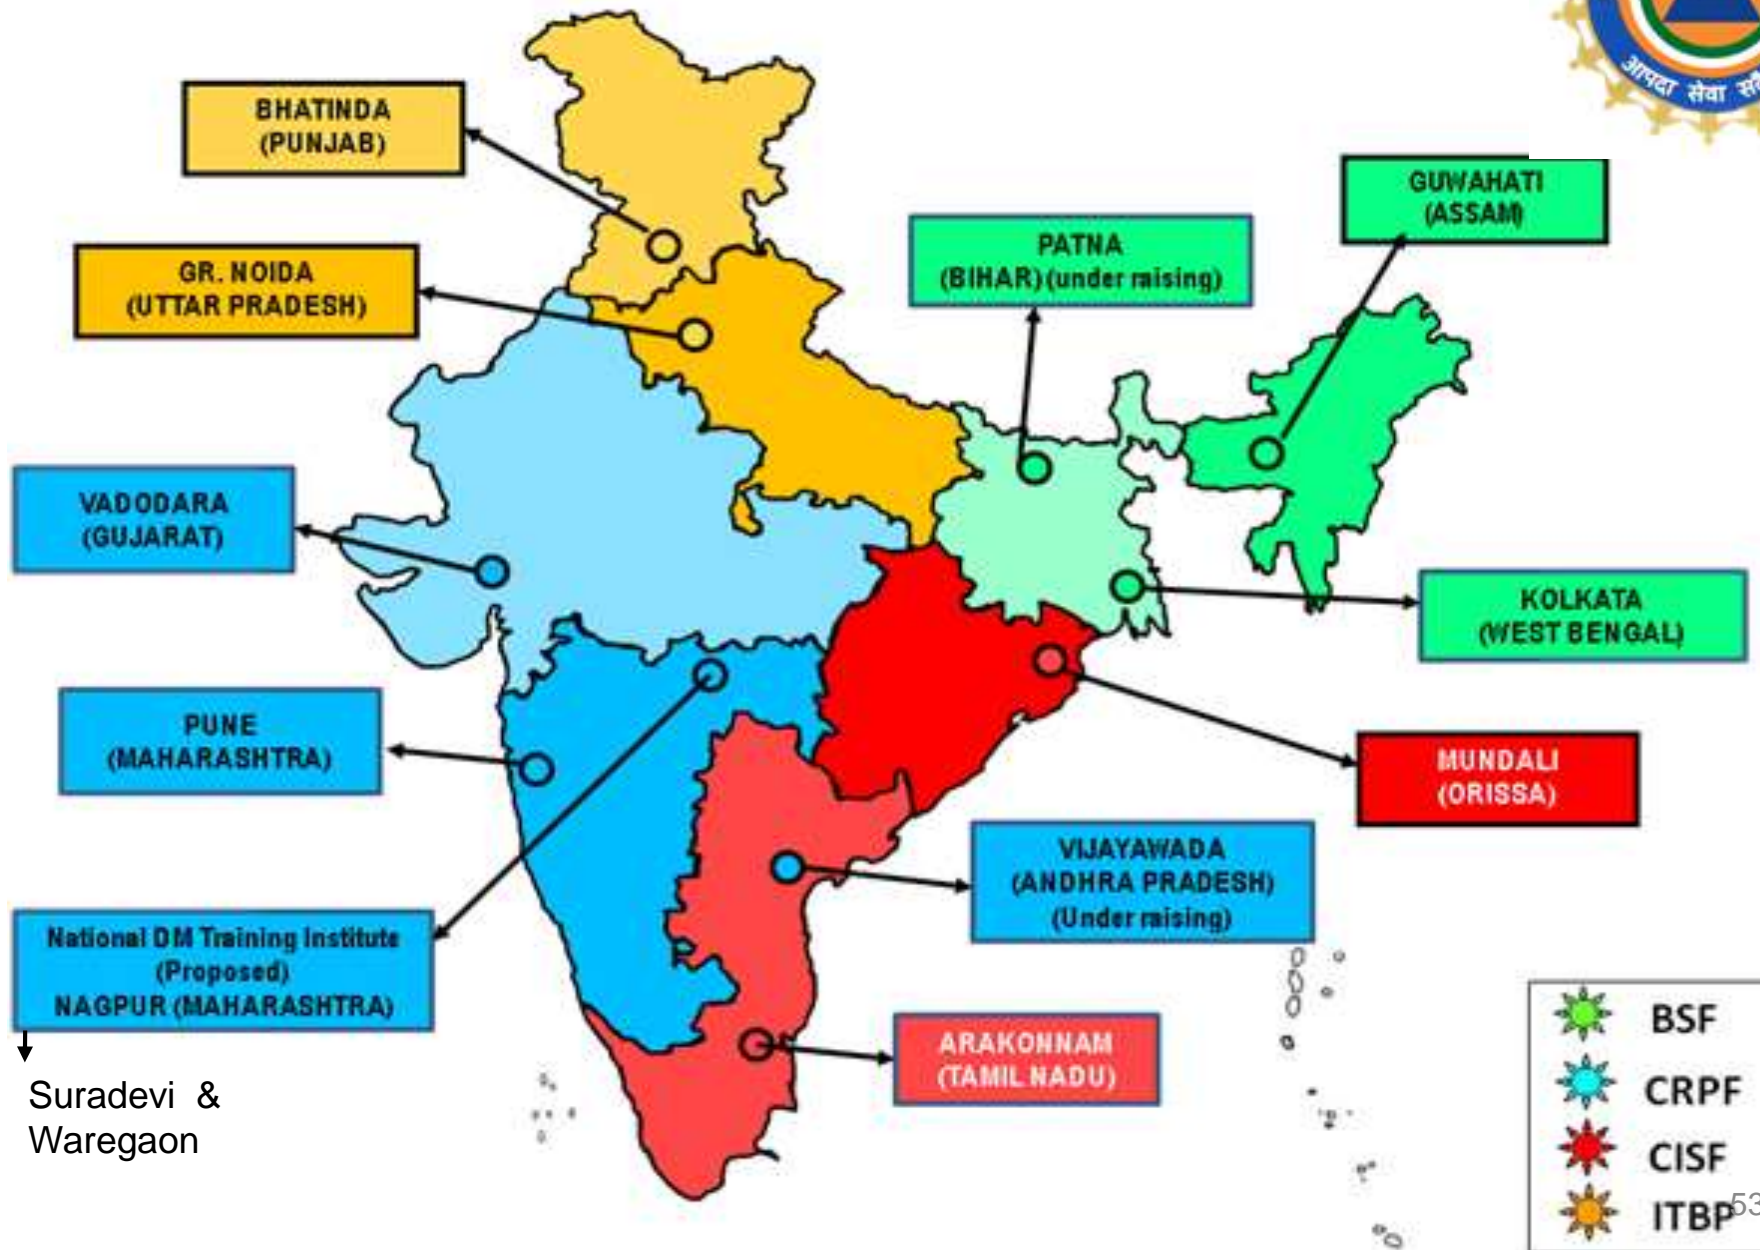 आपदा सेवा
BHATINDA
(PUNJAB)
GUWAHATI
(ASSAM)
PATNA
(BIHAR) (under raising)
GR. NOIDA
(UTTAR PRADESH)
VADODARA
(GUJARAT)
KOLKATA
(WEST BENGAL)
PUNE
(MAHARASHTRA)
MUNDALI
(ORISSA)
VIJAYAWADA
(ANDHRA PRADESH)
(Under raising)
National DM Training Institute
(Proposed)
NAGPUR (MAHARASHTRA)
ARAKONNAM
(TAMIL NADU)
Suradevi &
Waregaon
BSF
CRPF
CISF
ITBP
53